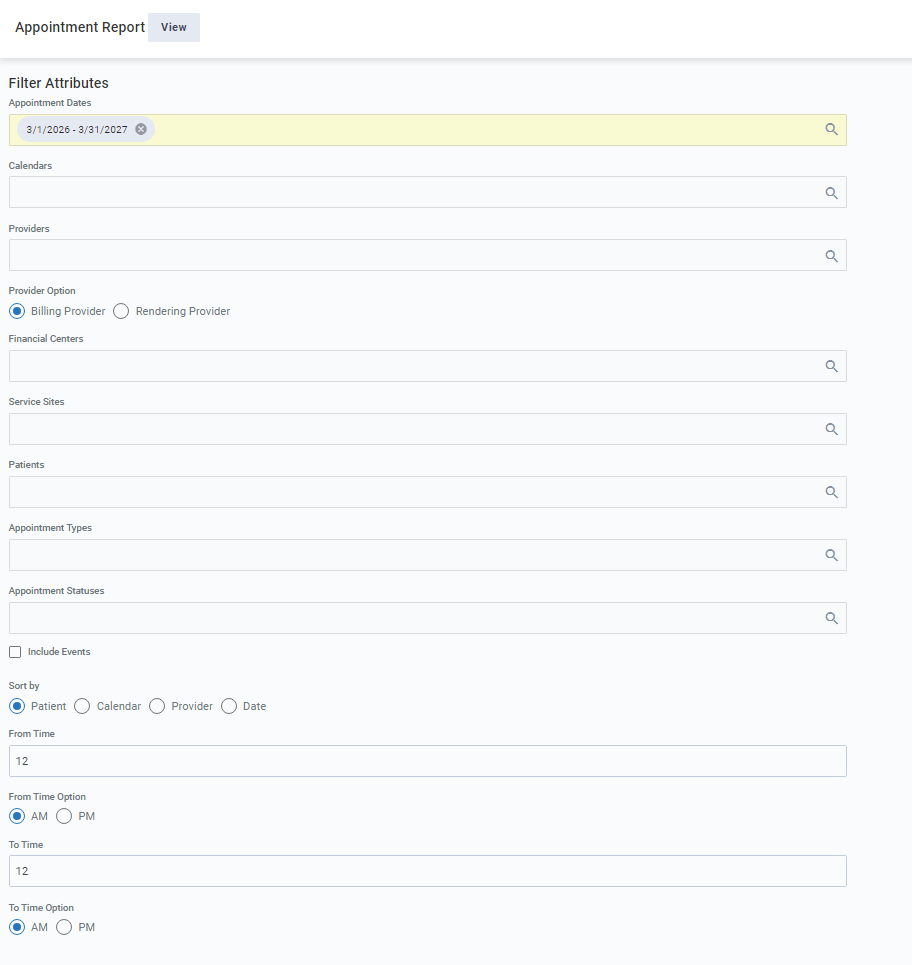 Appointment Report View
Filter Attributes
Appointment Dates
3/1/2026 - 3/31/2027
Calendars
Providers
Provider Option
Billing Provider Rendering Provider
Financial Centers
Service Sites
Patients
Appointment Types
Appointment Statuses
Include Events
Sort by
Patient Calendar Provider Date
From Time
12
From Time Option
AM PM
To Time
12
To Time Option
AM PM